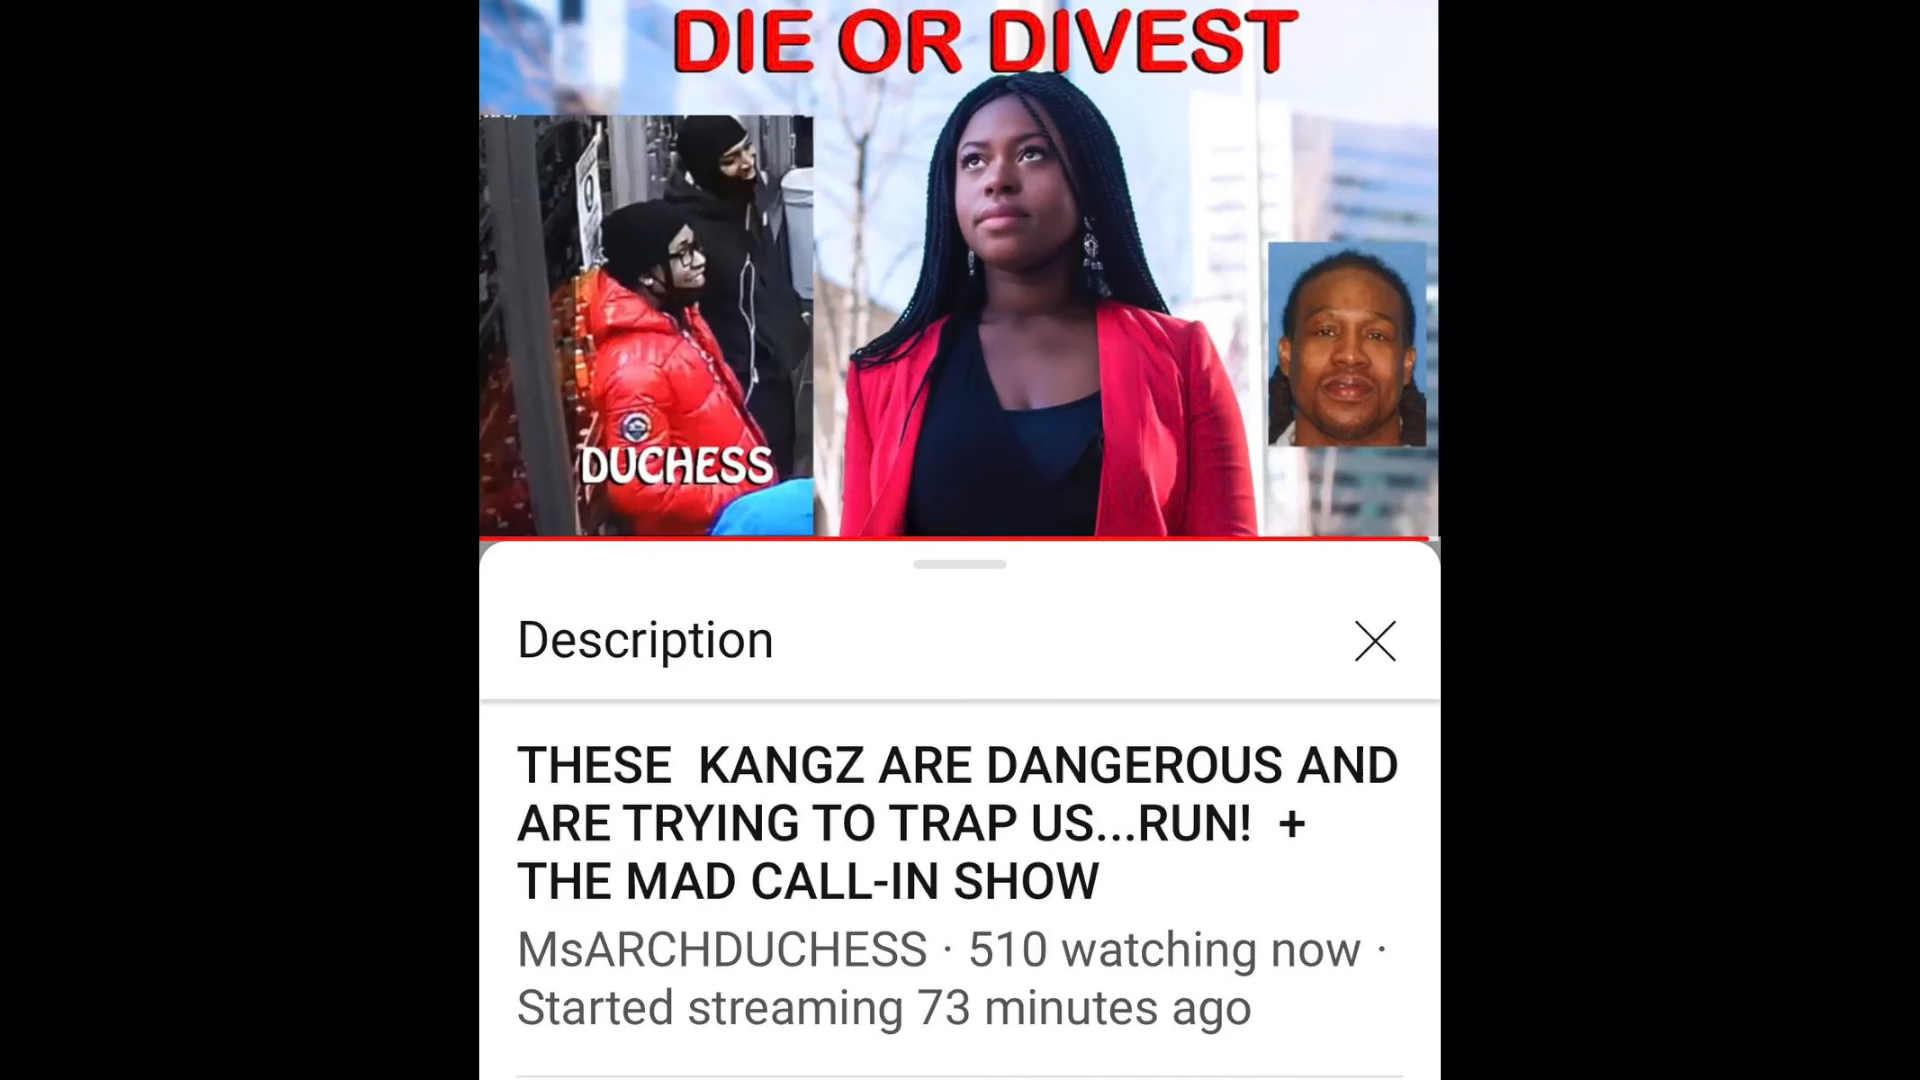 DIE OR DIVEST
DUCHESS
Description
THESE  KANGZ ARE DANGEROUS AND
ARE TRYING TO TRAP US...RUN!  +
THE MAD CALL-IN SHOW
MsARCHDUCHESS · 510 watching now ·
Started streaming 73 minutes ago